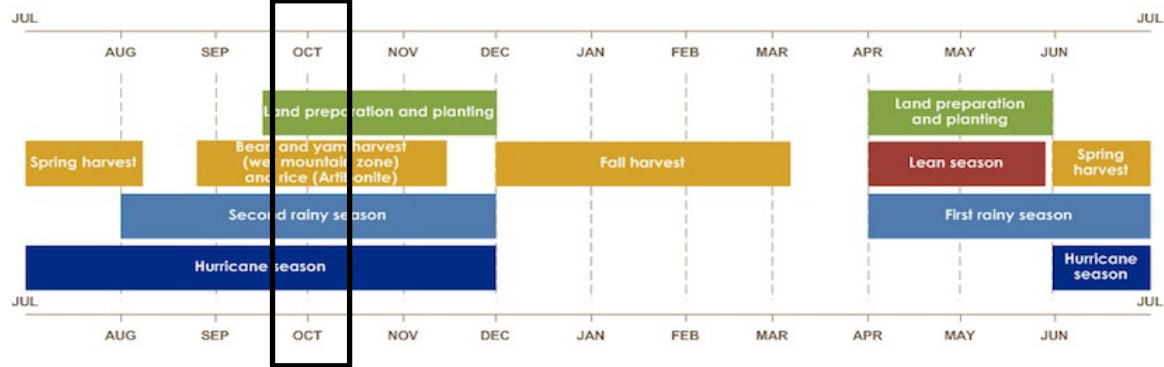 JUL JUL
AUG SEP OCT NOV DEC JAN FEB MAR APR MAY JUN
Land preparation and planting
Land preparation
and planting
Spring harvest
Bean and yam harvest
(wet mountain zone)
and rice (Artibonite)
Fall harvest
Lean season
Spring
harvest
Second rainy season
First rainy season
Hurricane season
Hurricane
season
JUL JUL
AUG SEP OCT NOV DEC JAN FEB MAR APR MAY JUN